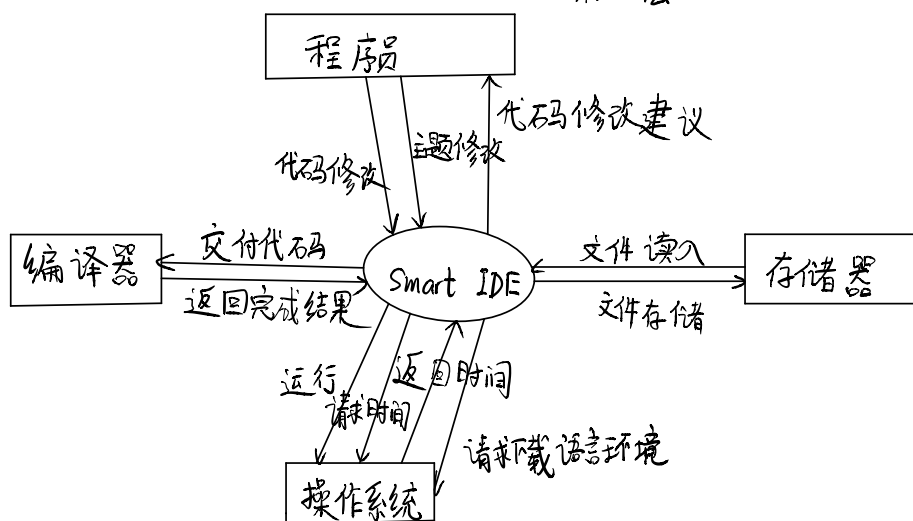 程序员
代码修改建议
主题修改
代码修改
交付代码
编译器
返回完成结果
Smart IDE
文件读入
存储器
文件存储
运行
返回时间
请求时间
请求下载语言环境
操作系统